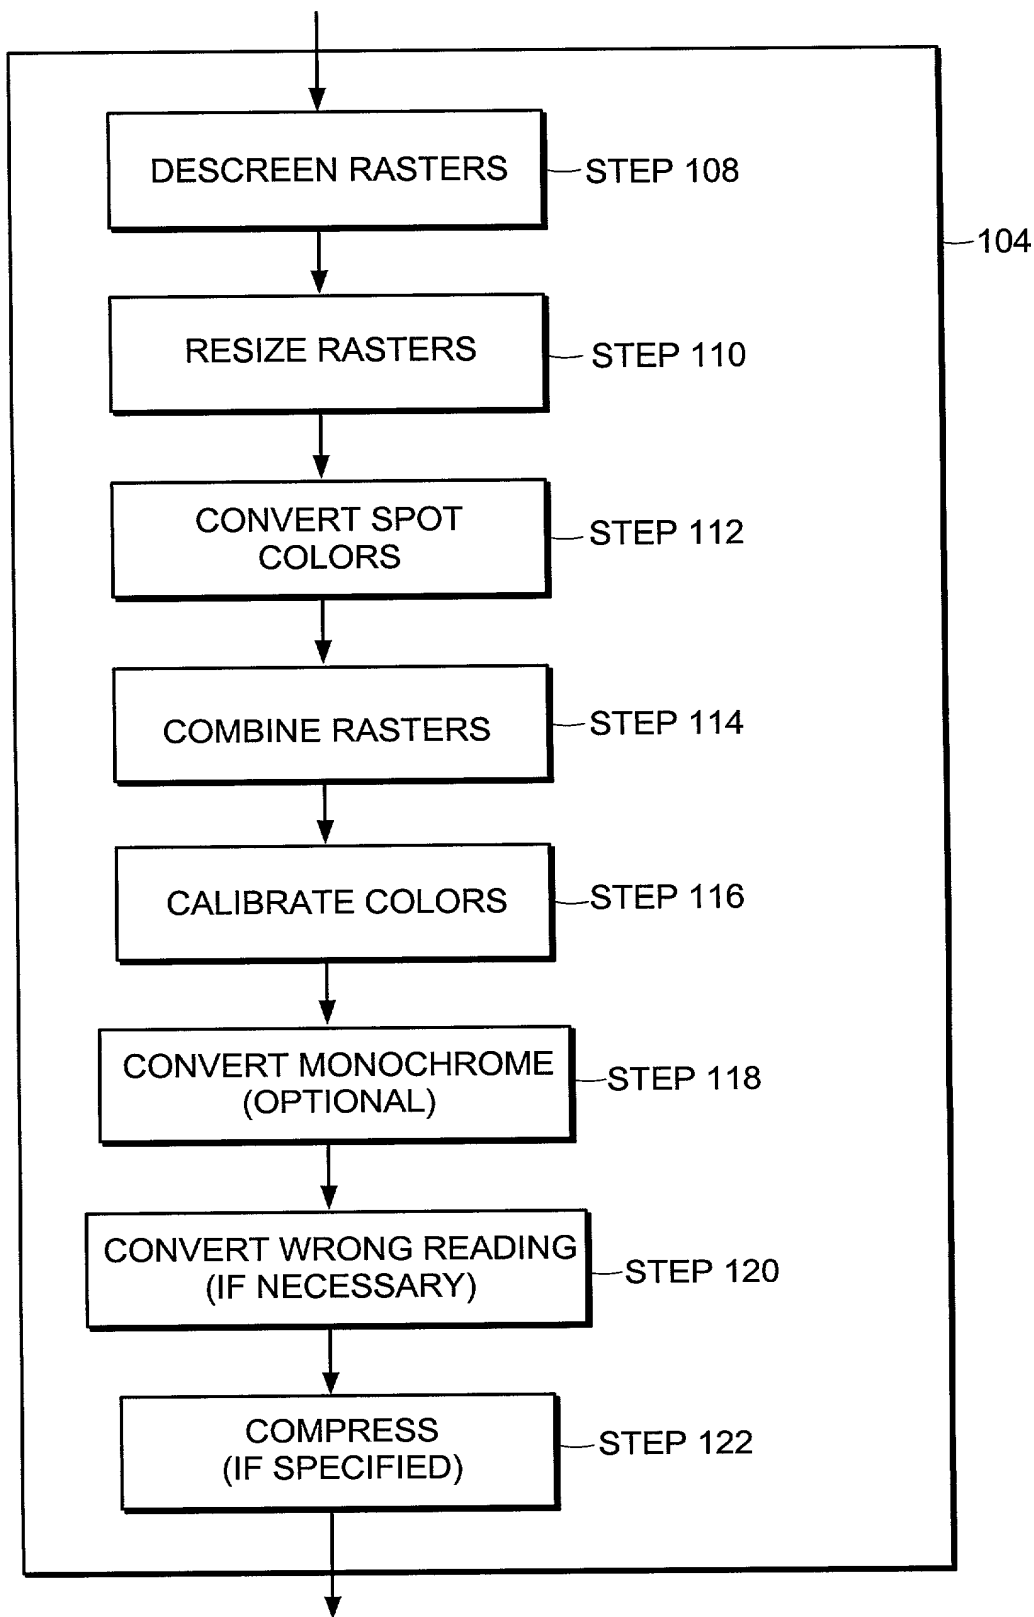 DESCREEN RASTERS
STEP 108
104
RESIZE RASTERS
STEP 110
CONVERT SPOT
COLORS
STEP 112
COMBINE RASTERS
STEP 114
CALIBRATE COLORS
STEP 116
CONVERT MONOCHROME
(OPTIONAL)
STEP 118
CONVERT WRONG READING
(IF NECESSARY)
STEP 120
COMPRESS
(IF SPECIFIED)
STEP 122